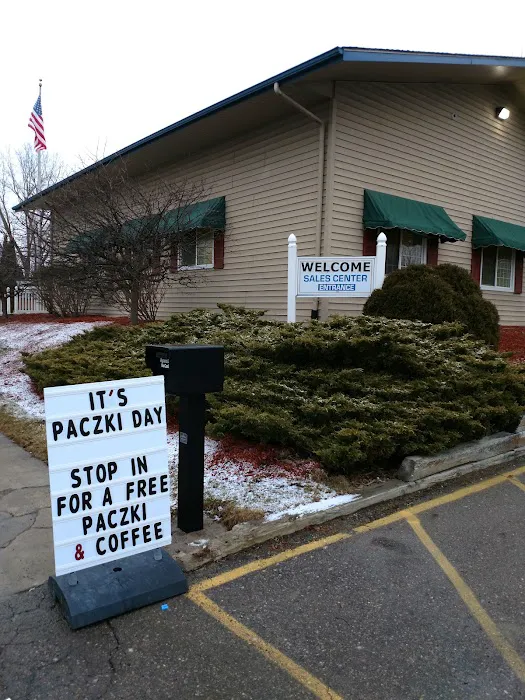 WELCOME
SALES CENTER
ENTRANCE
IT'S
PACZKI DAY
STOP IN
FOR A FREE
PACZKI
& COFFEE